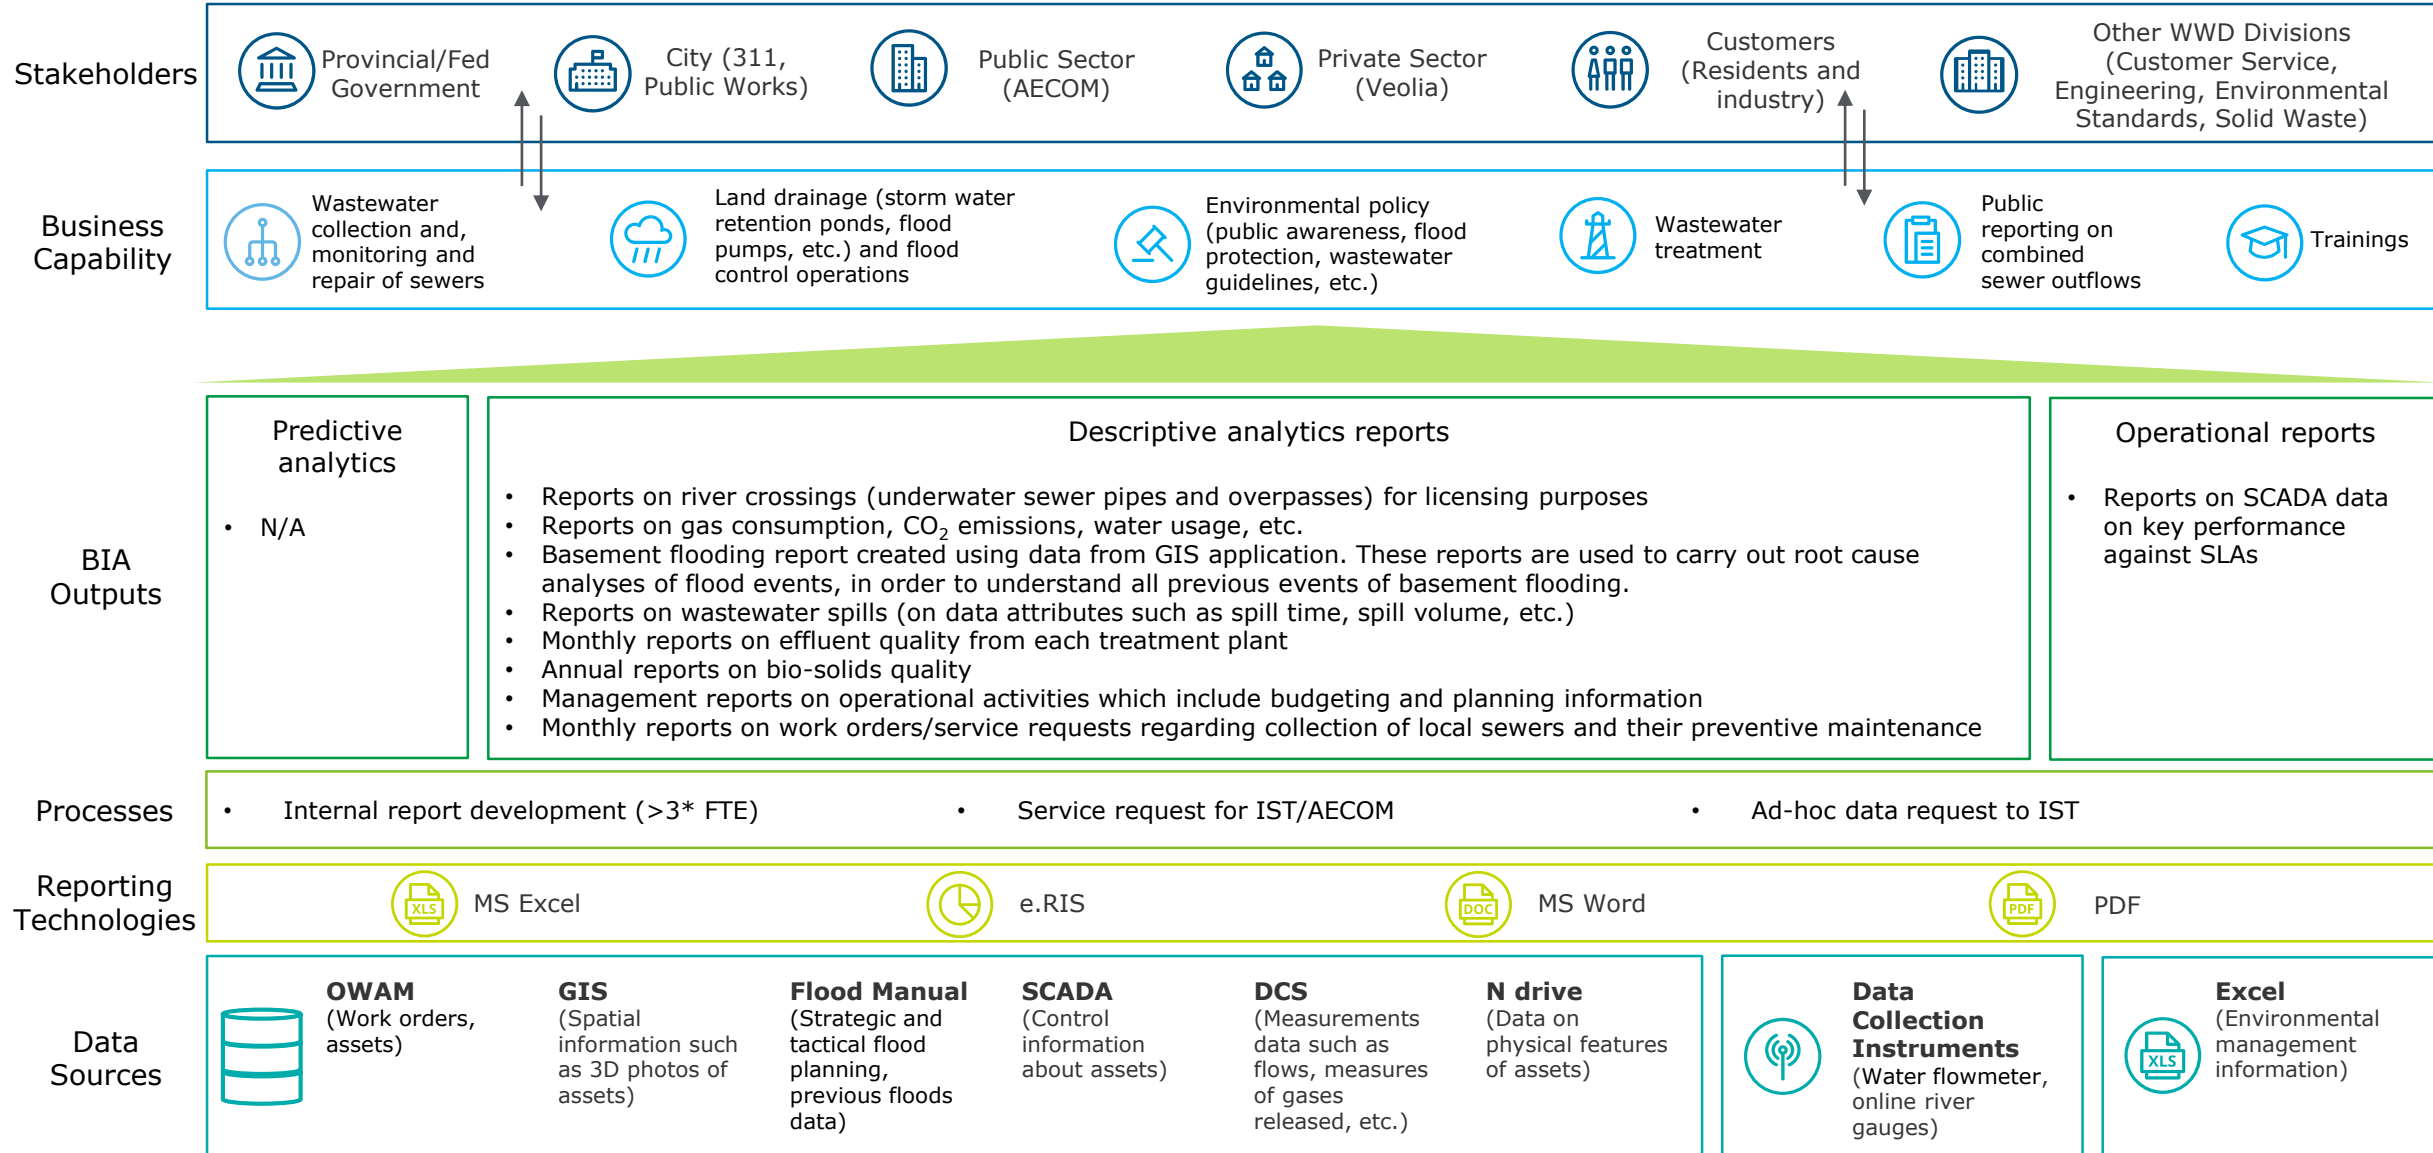 Stakeholders
Provincial/Fed
Government
City (311,
Public Works)
Public Sector
(AECOM)
Private Sector
(Veolia)
Customers
(Residents and
industry)
Other WWD Divisions
(Customer Service,
Engineering, Environmental
Standards, Solid Waste)
Business
Capability
Wastewater
collection and,
monitoring and
repair of sewers
Land drainage (storm water
retention ponds, flood
pumps, etc.) and flood
control operations
Environmental policy
(public awareness, flood
protection, wastewater
guidelines, etc.)
Wastewater
treatment
Public
reporting on
combined
sewer outflows
Trainings
BIA
Outputs
Predictive
analytics
• N/A
Descriptive analytics reports
• Reports on river crossings (underwater sewer pipes and overpasses) for licensing purposes
• Reports on gas consumption, CO₂ emissions, water usage, etc.
• Basement flooding report created using data from GIS application. These reports are used to carry out root cause
analyses of flood events, in order to understand all previous events of basement flooding.
• Reports on wastewater spills (on data attributes such as spill time, spill volume, etc.)
• Monthly reports on effluent quality from each treatment plant
• Annual reports on bio-solids quality
• Management reports on operational activities which include budgeting and planning information
• Monthly reports on work orders/service requests regarding collection of local sewers and their preventive maintenance
Operational reports
• Reports on SCADA data
on key performance
against SLAs
Processes
• Internal report development (>3* FTE)
• Service request for IST/AECOM
• Ad-hoc data request to IST
Reporting
Technologies
XLS
MS Excel
e.RIS
DOC
MS Word
PDF
PDF
Data
Sources
OWAM
(Work orders,
assets)
GIS
(Spatial
information such
as 3D photos of
assets)
Flood Manual
(Strategic and
tactical flood
planning,
previous floods
data)
SCADA
(Control
information
about assets)
DCS
(Measurements
data such as
flows, measures
of gases
released, etc.)
N drive
(Data on
physical features
of assets)
Data
Collection
Instruments
(Water flowmeter,
online river
gauges)
XLS
Excel
(Environmental
management
information)